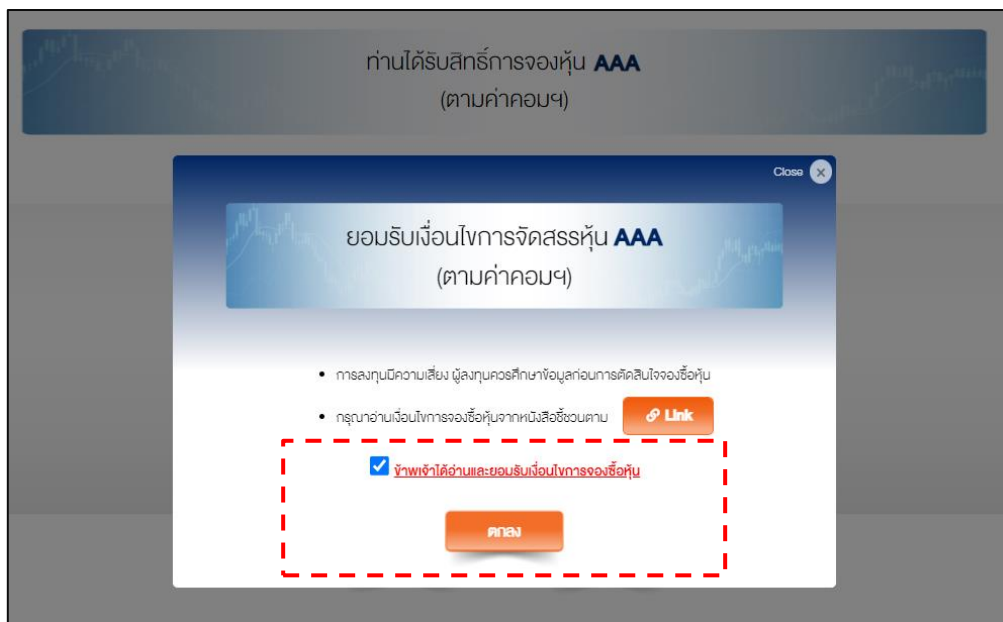 ท่านได้รับสิทธิ์การจองหุ้น AAA
(ตามค่าคอมฯ)
Close
ยอมรับเงื่อนไขการจัดสรรหุ้น AAA
(ตามค่าคอมฯ)
• การลงทุนมีความเสี่ยง ผู้ลงทุนควรศึกษาข้อมูลก่อนการตัดสินใจจองซื้อหุ้น
• กรุณาอ่านเงื่อนไขการจองซื้อหุ้นจากหนังสือชี้ชวนตาม Link
ข้าพเจ้าได้อ่านและยอมรับเงื่อนไขการจองซื้อหุ้น
ตกลง